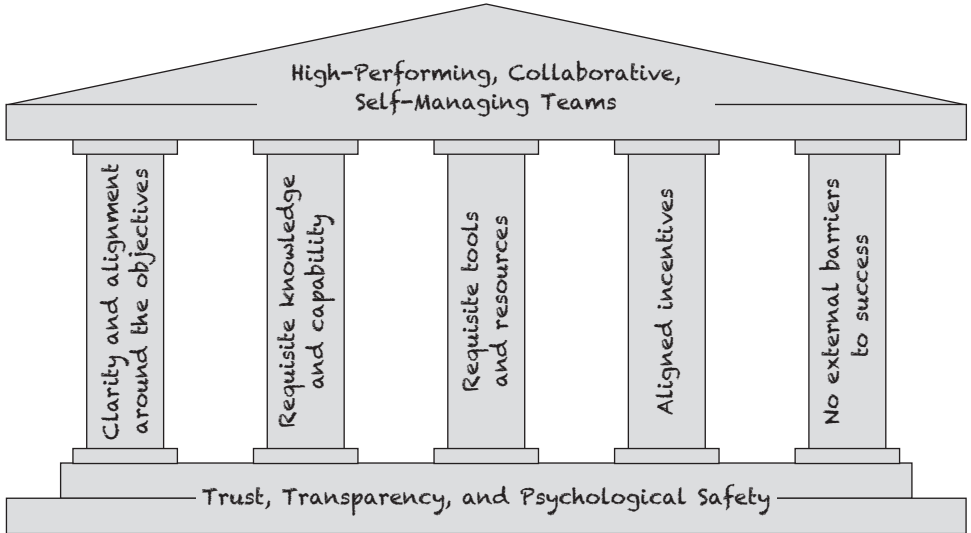 High-Performing, Collaborative,
Self-Managing Teams
Clarity and alignment
around the objectives
Requisite knowledge
and capability
Requisite tools
and resources
Aligned incentives
No external barriers
to success
Trust, Transparency, and Psychological Safety